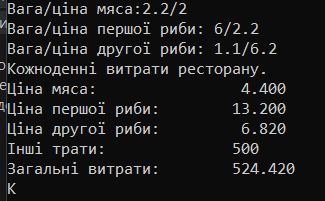 Вага/ціна мяса:2.2/2
Вага/ціна першої риби: 6/2.2
Вага/ціна другої риби: 1.1/6.2
Кожноденні витрати ресторану.
Ціна мяса: 4.400
Ціна першої риби: 13.200
Ціна другої риби: 6.820
Інші трати: 500
Загальні витрати: 524.420
К